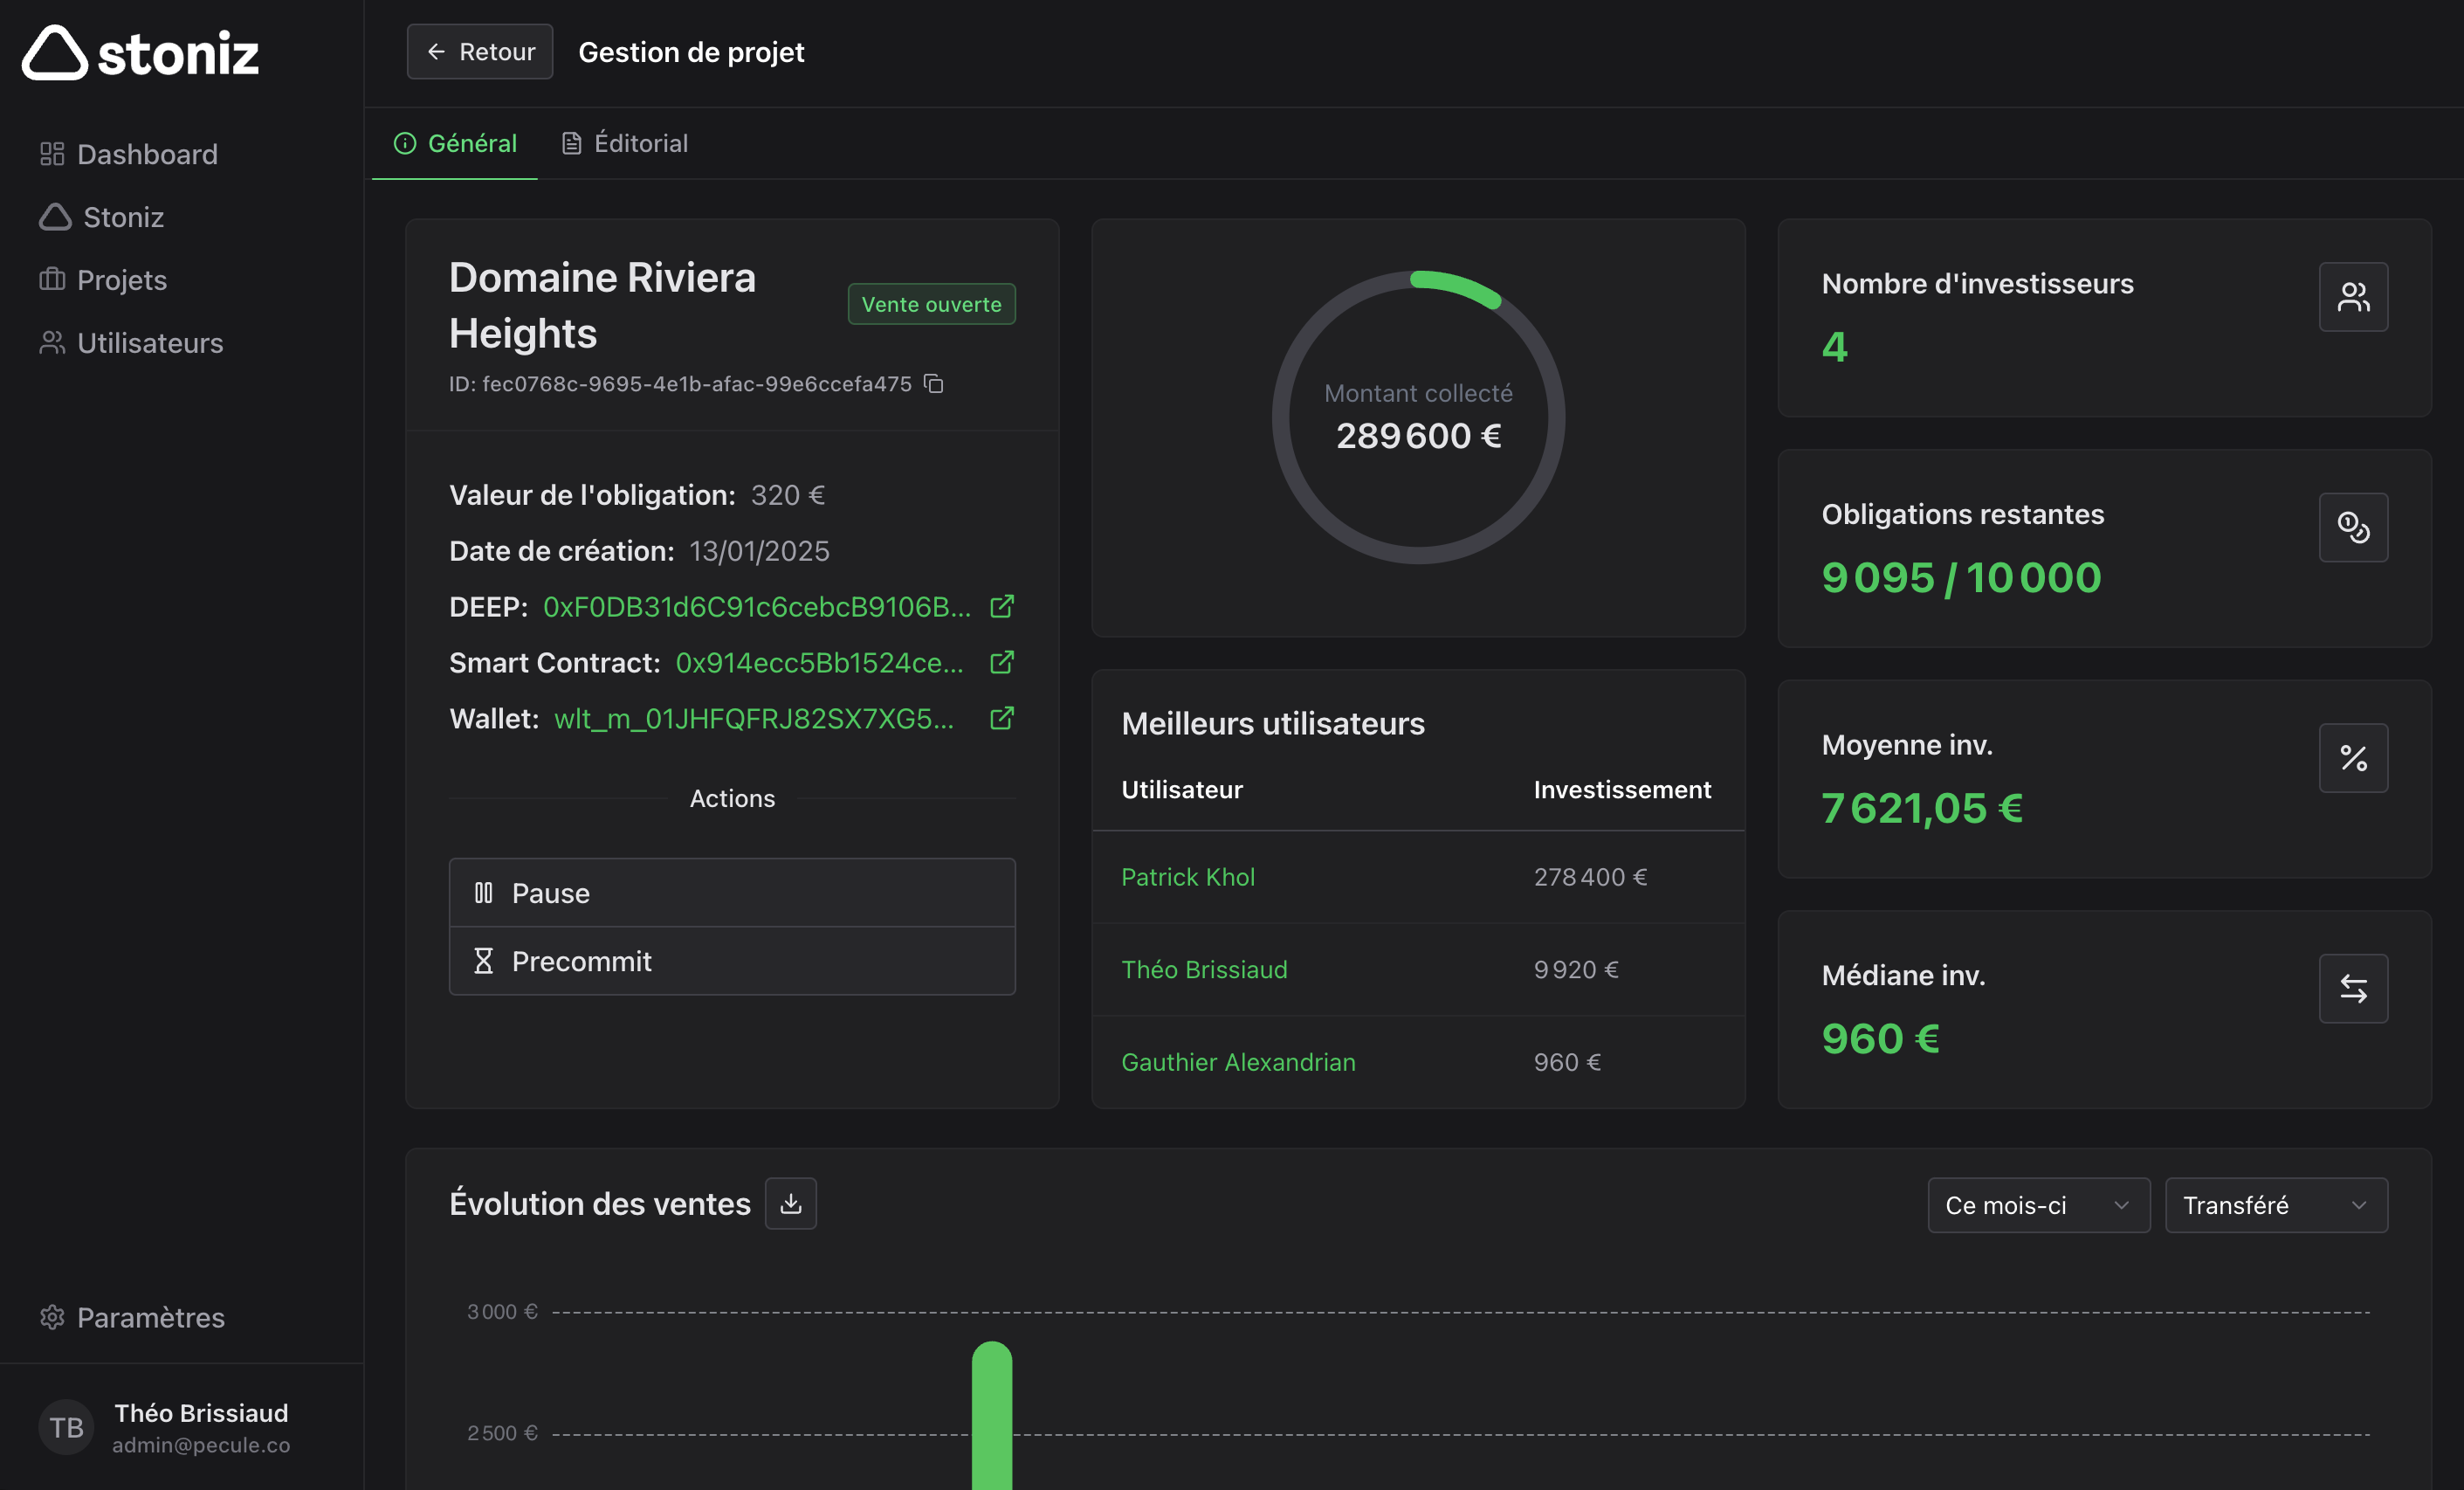 stoniz
Dashboard
Stoniz
Projets
Utilisateurs
Paramètres
TB
Théo Brissiaud
admin@pecule.co
Retour
Gestion de projet
Général
Éditorial
Domaine Riviera
Heights
Vente ouverte
ID: fec0768c-9695-4e1b-afac-99e6ccefa475
Valeur de l'obligation: 320 €
Date de création: 13/01/2025
DEEP: 0xF0DB31d6C91c6cebcB9106B...
Smart Contract: 0x914ecc5Bb1524ce...
Wallet: wlt_m_01JHFQFRJ82SX7XG5...
Actions
Pause
Precommit
Montant collecté
289 600 €
Meilleurs utilisateurs
Utilisateur Investissement
Patrick Khol 278 400 €
Théo Brissiaud 9 920 €
Gauthier Alexandrian 960 €
Nombre d'investisseurs
4
Obligations restantes
9 095 / 10 000
Moyenne inv.
7 621,05 €
Médiane inv.
960 €
Évolution des ventes
Ce mois-ci
Transféré
3 000 €
2 500 €